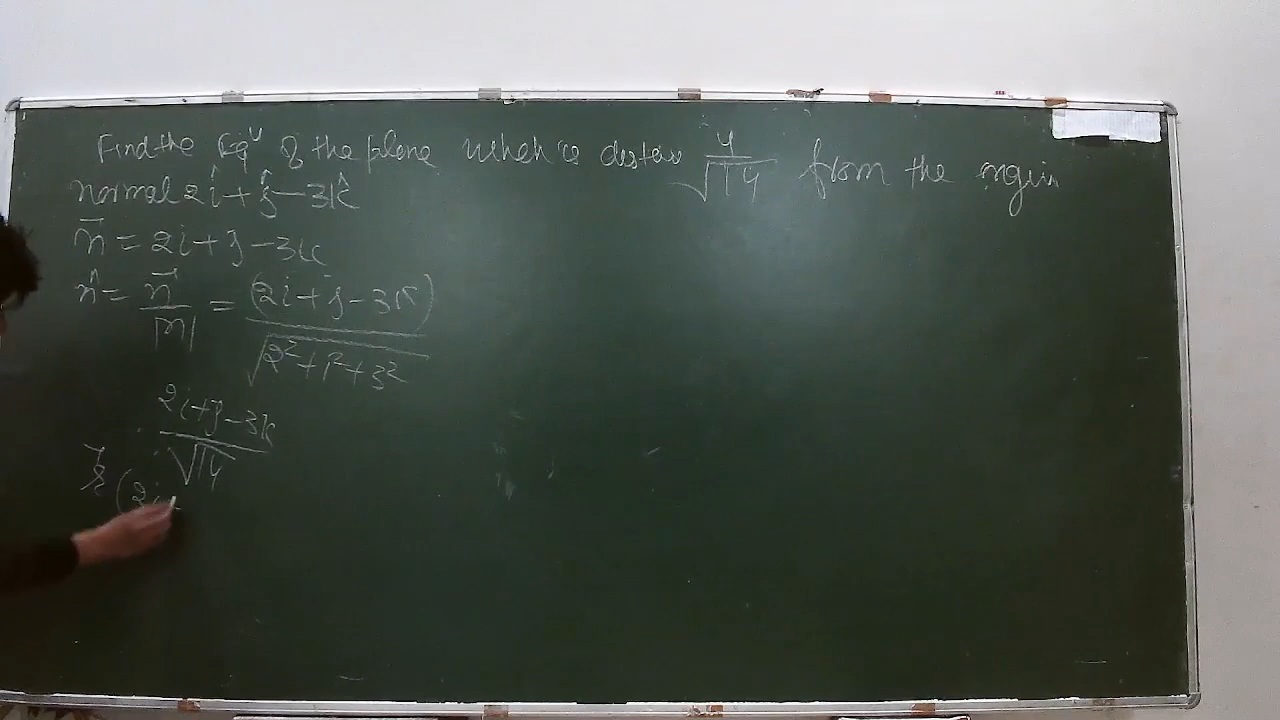 Find the Eqⁿ of the plane which is distan 4/√14 from the origin
normal 2î + ĵ - 3k̂
n⃗ = 2i + j - 3k
n̂ = n⃗/|n| = (2i + j - 3k)/√(2² + 1² + 3²)
(2i + j - 3k)/√14
(2i